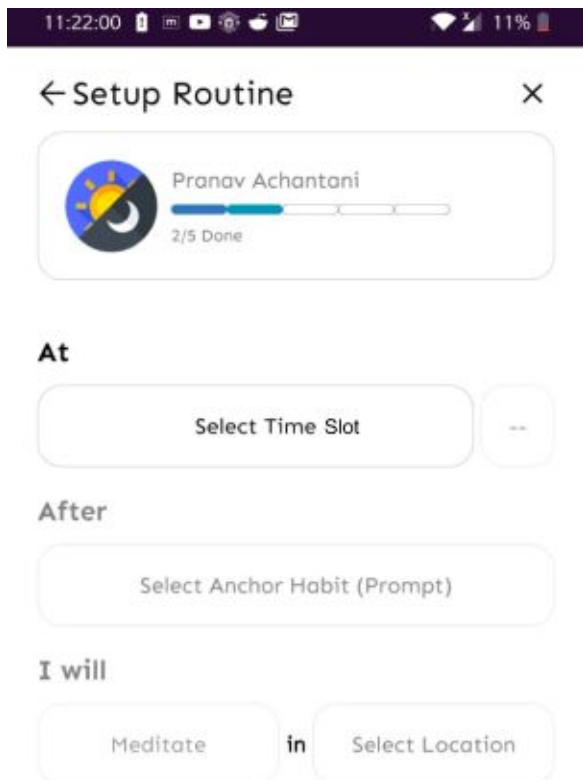 11:22:00 11%
Setup Routine
Pranav Achantani
2/5 Done
At
Select Time Slot --
After
Select Anchor Habit (Prompt)
I will
Meditate in Select Location